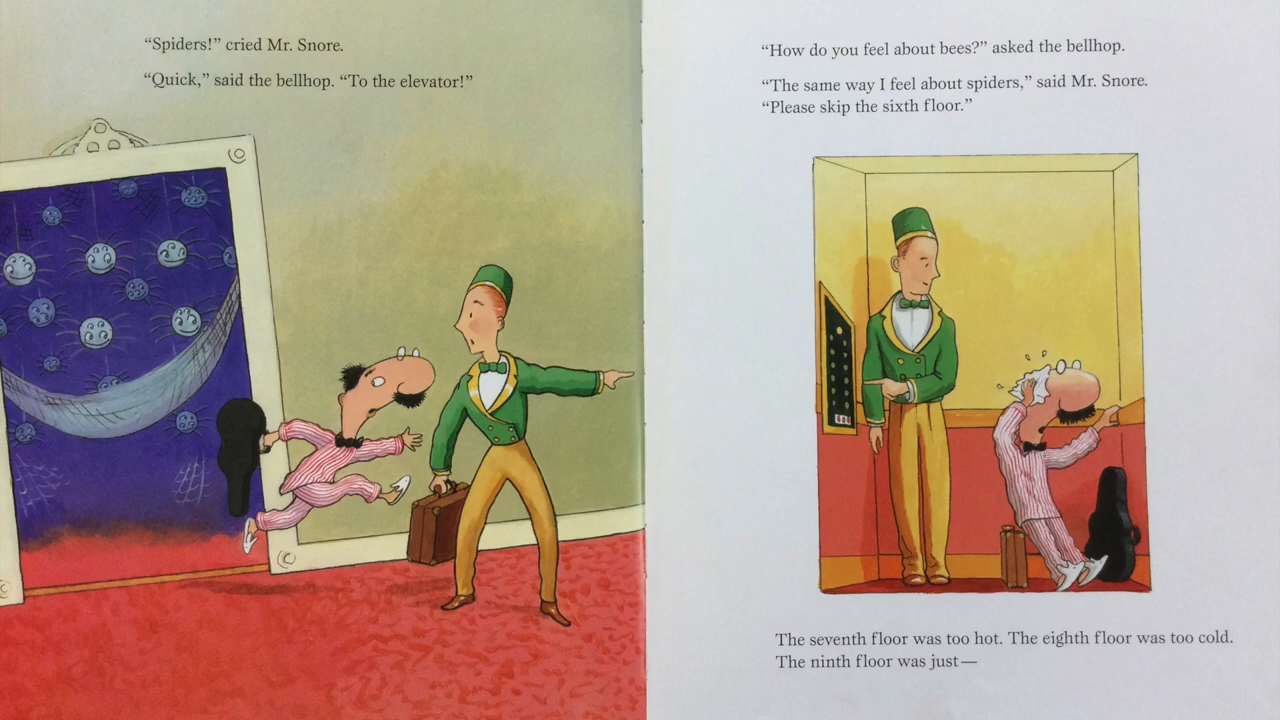 “Spiders!” cried Mr. Snore.
“Quick,” said the bellhop. “To the elevator!”
“How do you feel about bees?” asked the bellhop.
“The same way I feel about spiders,” said Mr. Snore.
“Please skip the sixth floor.”
The seventh floor was too hot. The eighth floor was too cold.
The ninth floor was just—